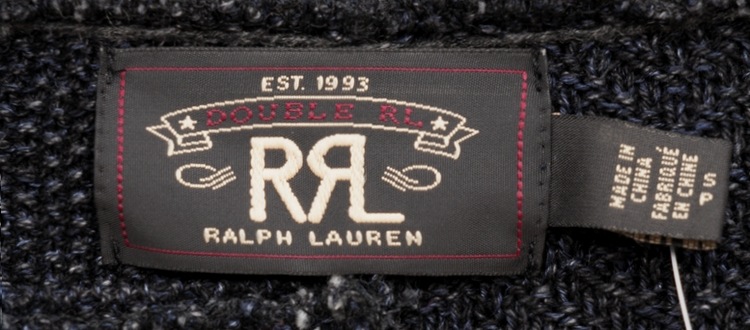 EST. 1993
DOUBLE RL
RRL
RALPH LAUREN
MADE IN
CHINA
FABRIQUÉ
EN CHINE
S
P